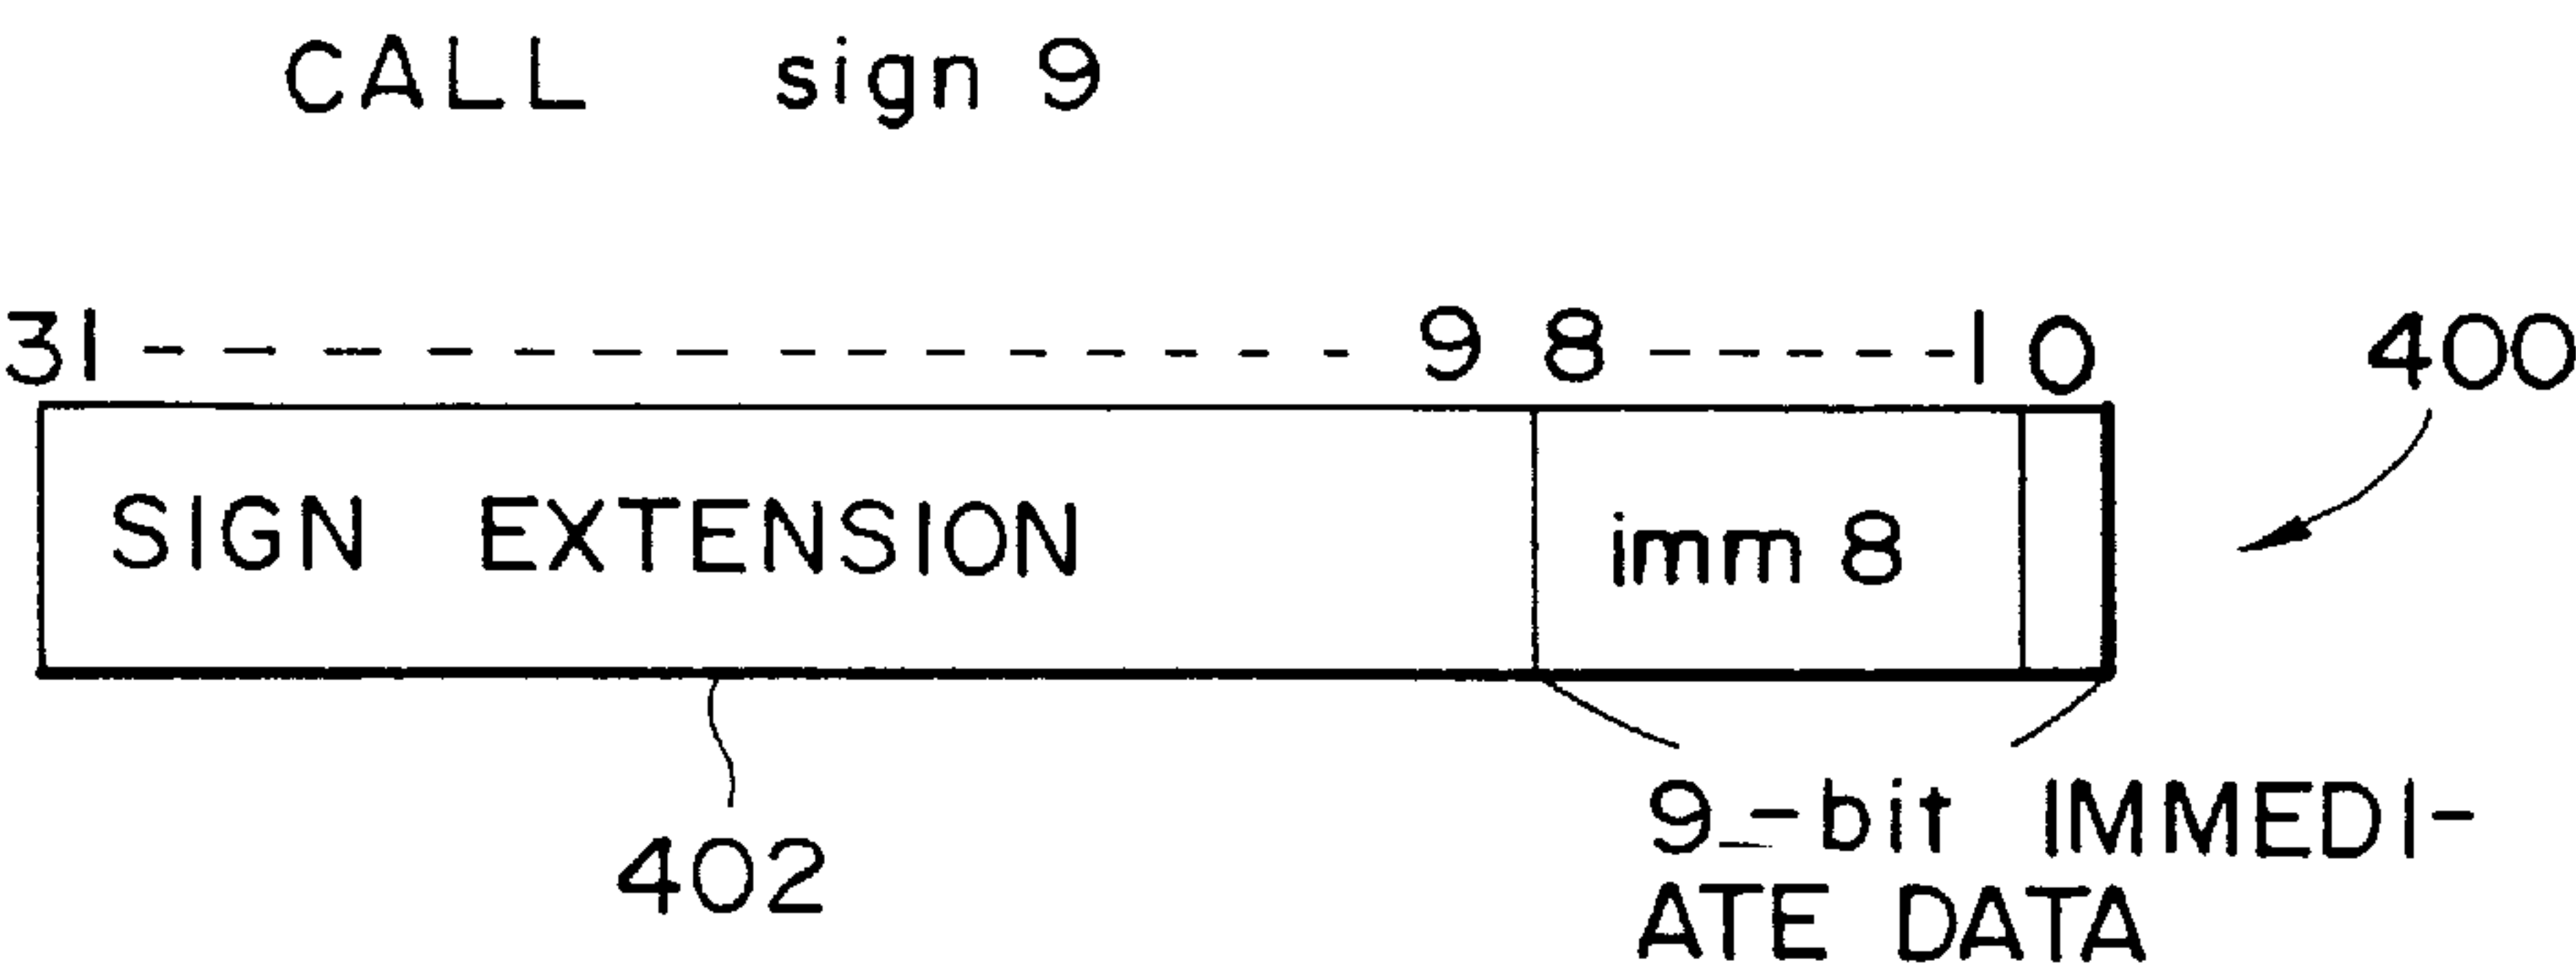 CALL sign 9
31 - - - - - - - - - - - - - - - 9 8 - - - - - 1 0 400
SIGN EXTENSION imm 8
402
9-bit IMMEDI-
ATE DATA